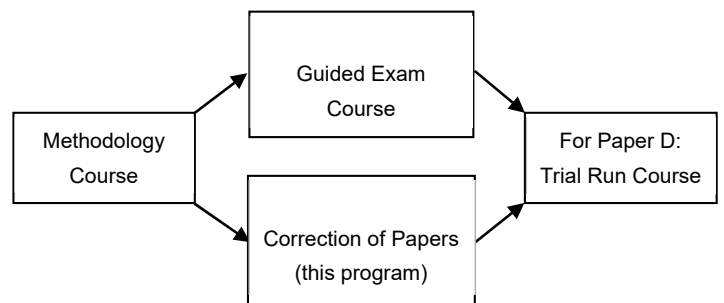 Guided Exam
Course
Methodology
Course
For Paper D:
Trial Run Course
Correction of Papers
(this program)